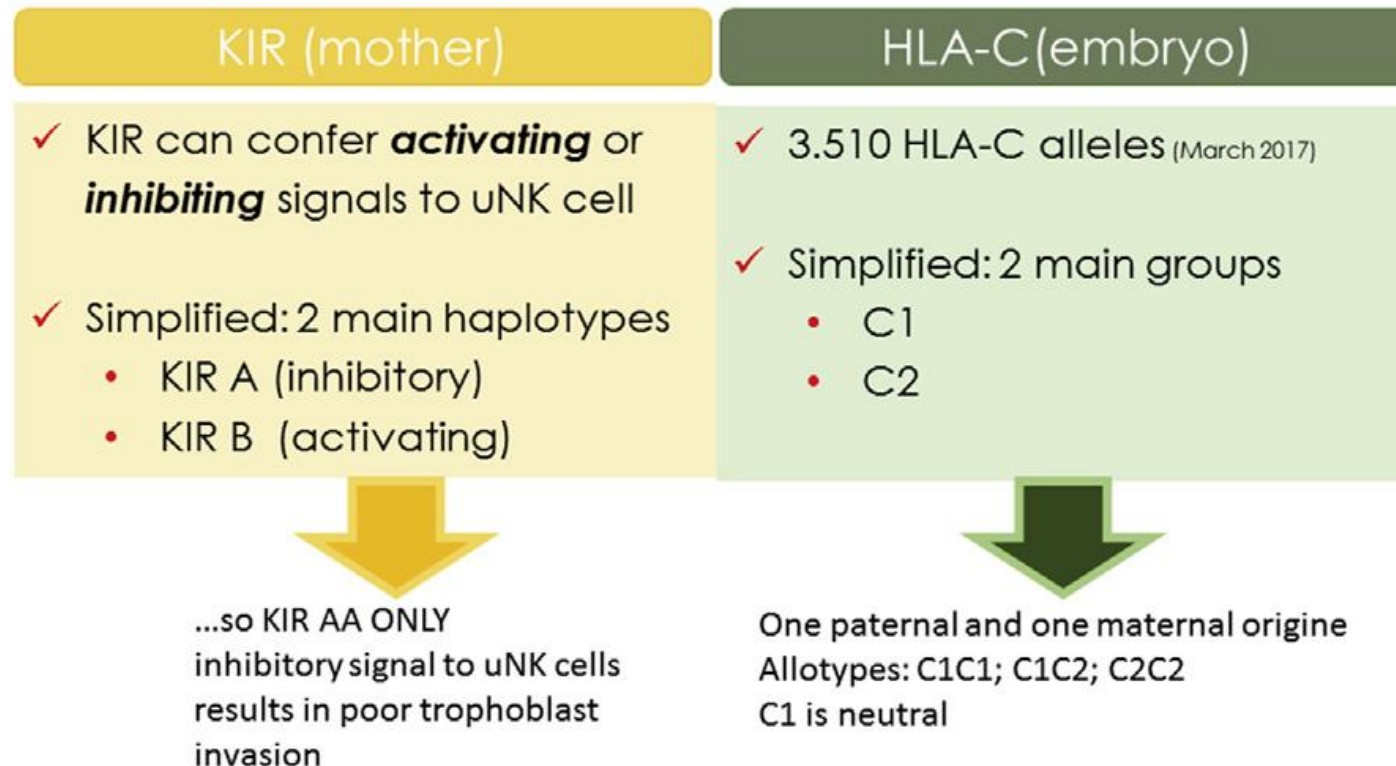 KIR (mother)
✓ KIR can confer activating or
inhibiting signals to uNK cell
✓ Simplified: 2 main haplotypes
• KIR A (inhibitory)
• KIR B (activating)
...so KIR AA ONLY
inhibitory signal to uNK cells
results in poor trophoblast
invasion
HLA-C(embryo)
✓ 3.510 HLA-C alleles (March 2017)
✓ Simplified: 2 main groups
• C1
• C2
One paternal and one maternal origine
Allotypes: C1C1; C1C2; C2C2
C1 is neutral